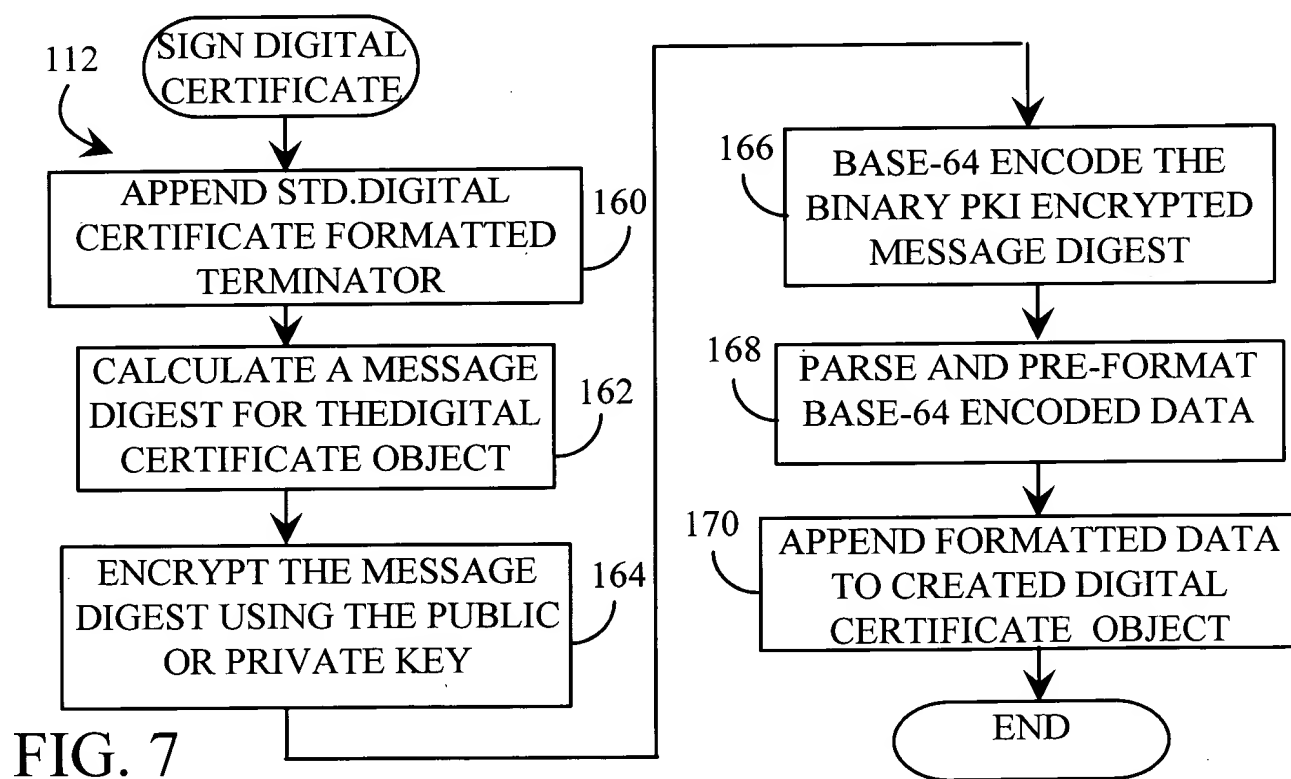 112
SIGN DIGITAL
CERTIFICATE
APPEND STD.DIGITAL
CERTIFICATE FORMATTED
TERMINATOR
160
CALCULATE A MESSAGE
DIGEST FOR THEDIGITAL
CERTIFICATE OBJECT
162
ENCRYPT THE MESSAGE
DIGEST USING THE PUBLIC
OR PRIVATE KEY
164
166
BASE-64 ENCODE THE
BINARY PKI ENCRYPTED
MESSAGE DIGEST
168
PARSE AND PRE-FORMAT
BASE-64 ENCODED DATA
170
APPEND FORMATTED DATA
TO CREATED DIGITAL
CERTIFICATE OBJECT
END
FIG. 7